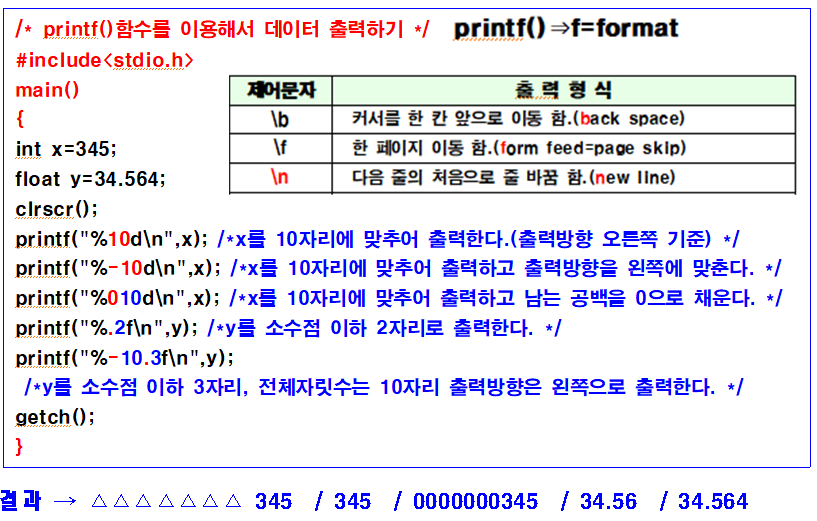 /* printf()함수를 이용해서 데이터 출력하기 */ printf()⇒f=format
#include<stdio.h>
main()
{
제어문자 출 력 형 식
\b 커서를 한 칸 앞으로 이동 함.(back space)
\f 한 페이지 이동 함.(form feed=page skip)
\n 다음 줄의 처음으로 줄 바꿈 함.(new line)
int x=345;
float y=34.564;
clrscr();
printf("%10d\n",x); /*x를 10자리에 맞추어 출력한다.(출력방향 오른쪽 기준) */
printf("%-10d\n",x); /*x를 10자리에 맞추어 출력하고 출력방향을 왼쪽에 맞춘다. */
printf("%010d\n",x); /*x를 10자리에 맞추어 출력하고 남는 공백을 0으로 채운다. */
printf("%.2f\n",y); /*y를 소수점 이하 2자리로 출력한다. */
printf("%-10.3f\n",y);
/*y를 소수점 이하 3자리, 전체자릿수는 10자리 출력방향은 왼쪽으로 출력한다. */
getch();
}
결과 → △△△△△△△ 345 / 345 / 0000000345 / 34.56 / 34.564